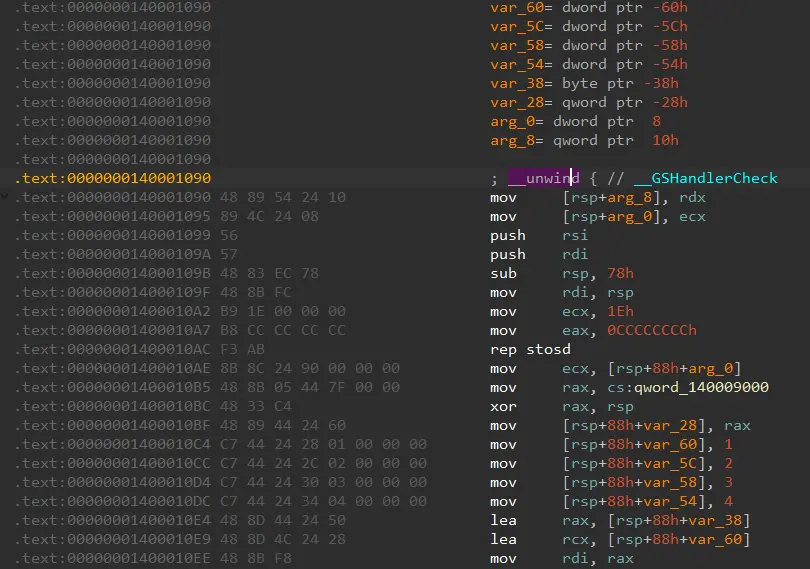 .text:0000000140001090 var_60= dword ptr -60h
.text:0000000140001090 var_5C= dword ptr -5Ch
.text:0000000140001090 var_58= dword ptr -58h
.text:0000000140001090 var_54= dword ptr -54h
.text:0000000140001090 var_38= byte ptr -38h
.text:0000000140001090 var_28= qword ptr -28h
.text:0000000140001090 arg_0= dword ptr 8
.text:0000000140001090 arg_8= qword ptr 10h
.text:0000000140001090
.text:0000000140001090 ; __unwind { // __GSHandlerCheck
.text:0000000140001090 48 89 54 24 10 mov [rsp+arg_8], rdx
.text:0000000140001095 89 4C 24 08 mov [rsp+arg_0], ecx
.text:0000000140001099 56 push rsi
.text:000000014000109A 57 push rdi
.text:000000014000109B 48 83 EC 78 sub rsp, 78h
.text:000000014000109F 48 8B FC mov rdi, rsp
.text:00000001400010A2 B9 1E 00 00 00 mov ecx, 1Eh
.text:00000001400010A7 B8 CC CC CC CC mov eax, 0CCCCCCCCh
.text:00000001400010AC F3 AB rep stosd
.text:00000001400010AE 8B 8C 24 90 00 00 00 mov ecx, [rsp+88h+arg_0]
.text:00000001400010B5 48 8B 05 44 7F 00 00 mov rax, cs:qword_140009000
.text:00000001400010BC 48 33 C4 xor rax, rsp
.text:00000001400010BF 48 89 44 24 60 mov [rsp+88h+var_28], rax
.text:00000001400010C4 C7 44 24 28 01 00 00 00 mov [rsp+88h+var_60], 1
.text:00000001400010CC C7 44 24 2C 02 00 00 00 mov [rsp+88h+var_5C], 2
.text:00000001400010D4 C7 44 24 30 03 00 00 00 mov [rsp+88h+var_58], 3
.text:00000001400010DC C7 44 24 34 04 00 00 00 mov [rsp+88h+var_54], 4
.text:00000001400010E4 48 8D 44 24 50 lea rax, [rsp+88h+var_38]
.text:00000001400010E9 48 8D 4C 24 28 lea rcx, [rsp+88h+var_60]
.text:00000001400010EE 48 8B F8 mov rdi, rax